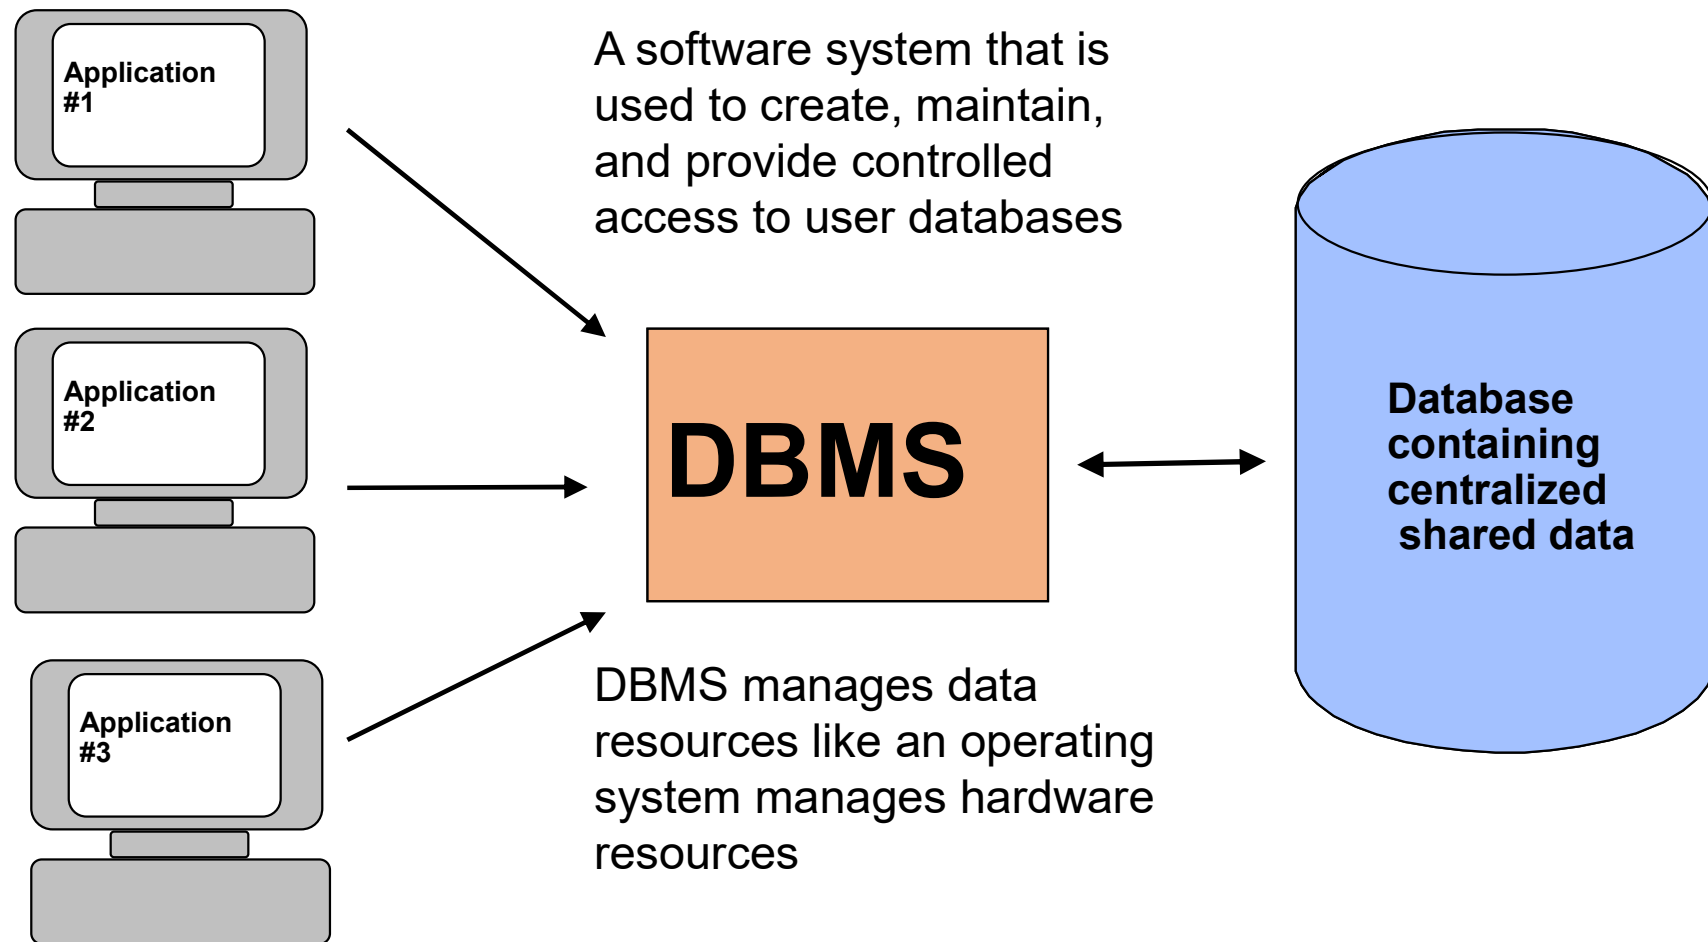 Application
#1
A software system that is
used to create, maintain,
and provide controlled
access to user databases
Application
#2
DBMS
Database
containing
centralized
shared data
Application
#3
DBMS manages data
resources like an operating
system manages hardware
resources